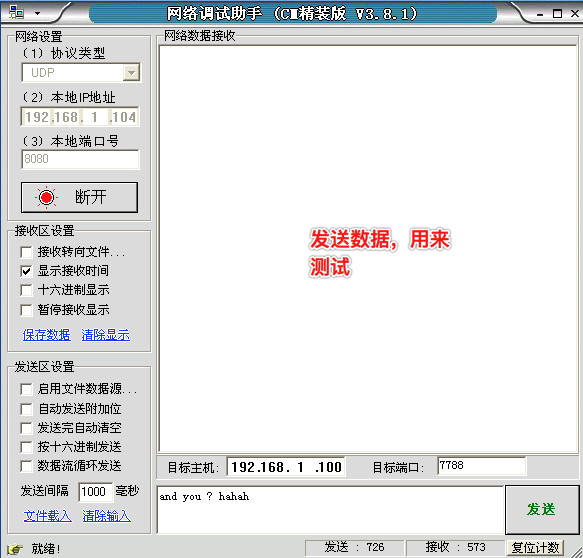 网络调试助手 (CM精装版 V3.8.1)
网络设置
(1) 协议类型
UDP
(2) 本地IP地址
192.168. 1 .104
(3) 本地端口号
8080
断开
接收区设置
接收转向文件...
显示接收时间
十六进制显示
暂停接收显示
保存数据 清除显示
发送区设置
启用文件数据源...
自动发送附加位
发送完自动清空
按十六进制发送
数据流循环发送
发送间隔 1000 毫秒
文件载入 清除输入
网络数据接收
发送数据，用来
测试
目标主机: 192.168. 1 .100 目标端口: 7788
and you ? hahah
发送
就绪!
发送 : 726
接收 : 573
复位计数